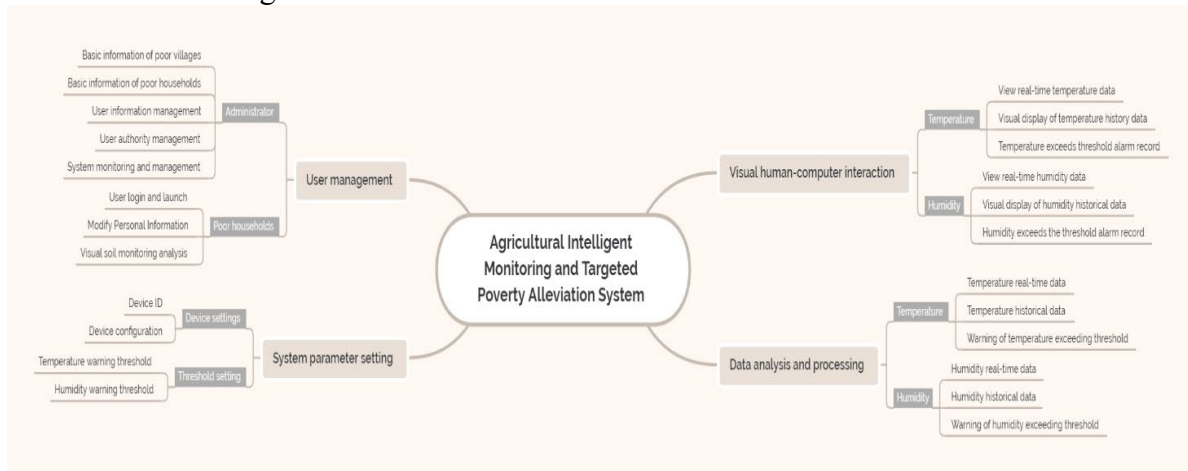 Basic information of poor villages
Basic information of poor households
User information management
User authority management
System monitoring and management
Administrator
User login and launch
Modify Personal Information
Visual soil monitoring analysis
Poor households
User management
Device ID
Device configuration
Device settings
Temperature warning threshold
Humidity warning threshold
Threshold setting
System parameter setting
Agricultural Intelligent
Monitoring and Targeted
Poverty Alleviation System
Visual human-computer interaction
Temperature
View real-time temperature data
Visual display of temperature history data
Temperature exceeds threshold alarm record
Humidity
View real-time humidity data
Visual display of humidity historical data
Humidity exceeds the threshold alarm record
Data analysis and processing
Temperature
Temperature real-time data
Temperature historical data
Warning of temperature exceeding threshold
Humidity
Humidity real-time data
Humidity historical data
Warning of humidity exceeding threshold